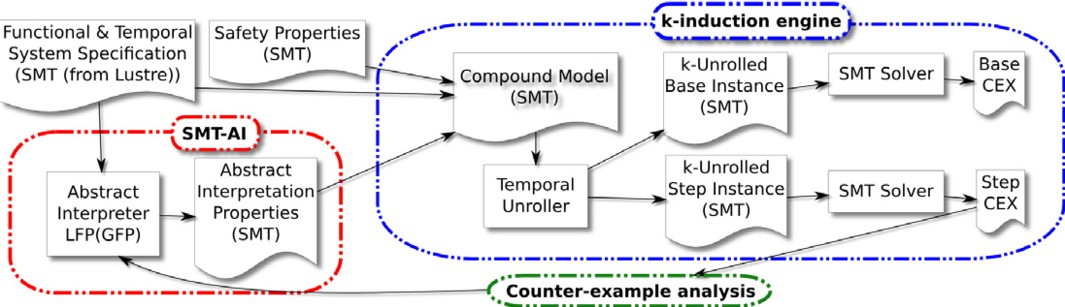 Functional & Temporal
System Specification
(SMT (from Lustre))
Safety Properties
(SMT)
k-induction engine
Compound Model
(SMT)
k-Unrolled
Base Instance
(SMT)
SMT Solver
Base
CEX
SMT-AI
Abstract
Interpreter
LFP(GFP)
Abstract
Interpretation
Properties
(SMT)
Temporal
Unroller
k-Unrolled
Step Instance
(SMT)
SMT Solver
Step
CEX
Counter-example analysis